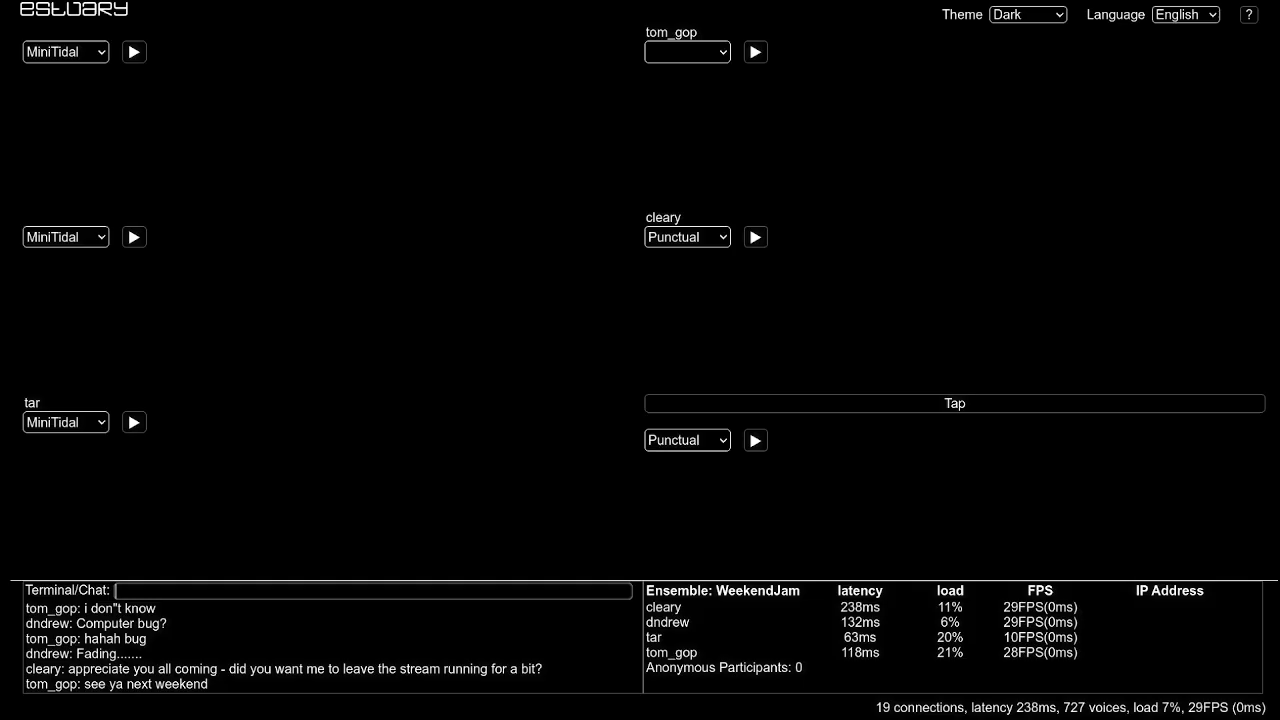 estuary
Theme Dark Language English ?
MiniTidal
tom_gop
MiniTidal
cleary
Punctual
tar
MiniTidal
Tap
Punctual
Terminal/Chat:
tom_gop: i don"t know
dndrew: Computer bug?
tom_gop: hahah bug
dndrew: Fading.......
cleary: appreciate you all coming - did you want me to leave the stream running for a bit?
tom_gop: see ya next weekend
Ensemble: WeekendJam latency load FPS IP Address
cleary 238ms 11% 29FPS(0ms)
dndrew 132ms 6% 29FPS(0ms)
tar 63ms 20% 10FPS(0ms)
tom_gop 118ms 21% 28FPS(0ms)
Anonymous Participants: 0
19 connections, latency 238ms, 727 voices, load 7%, 29FPS (0ms)